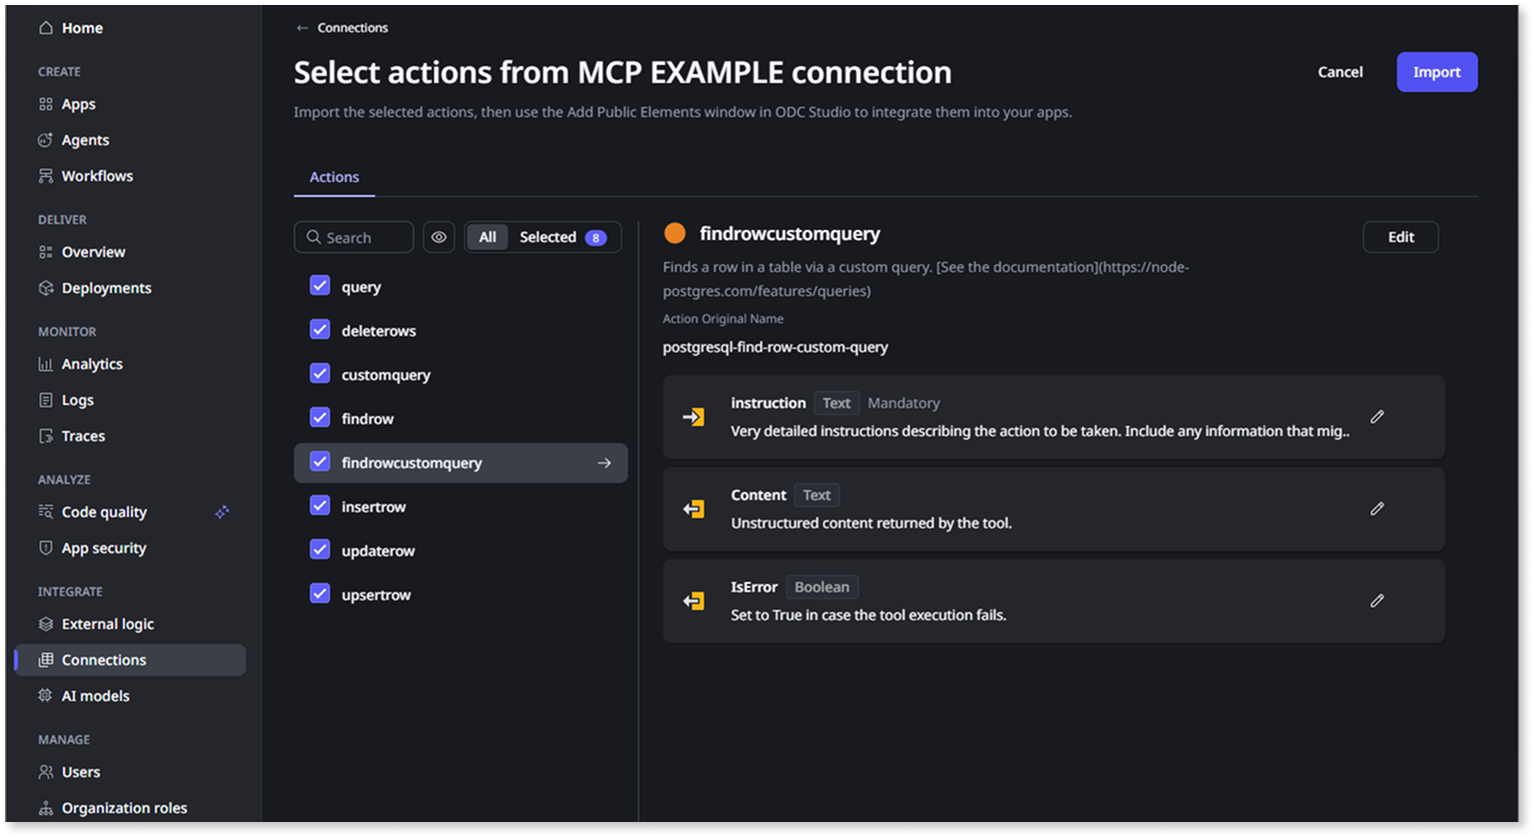 Home
CREATE
Apps
Agents
Workflows
DELIVER
Overview
Deployments
MONITOR
Analytics
Logs
Traces
ANALYZE
Code quality
App security
INTEGRATE
External logic
Connections
AI models
MANAGE
Users
Organization roles
← Connections
Select actions from MCP EXAMPLE connection
Cancel
Import
Import the selected actions, then use the Add Public Elements window in ODC Studio to integrate them into your apps.
Actions
Search
All
Selected 8
query
deleterows
customquery
findrow
findrowcustomquery →
insertrow
updaterow
upsertrow
findrowcustomquery
Edit
Finds a row in a table via a custom query. [See the documentation](https://node-
postgres.com/features/queries)
Action Original Name
postgresql-find-row-custom-query
instruction Text Mandatory
Very detailed instructions describing the action to be taken. Include any information that mig..
Content Text
Unstructured content returned by the tool.
IsError Boolean
Set to True in case the tool execution fails.